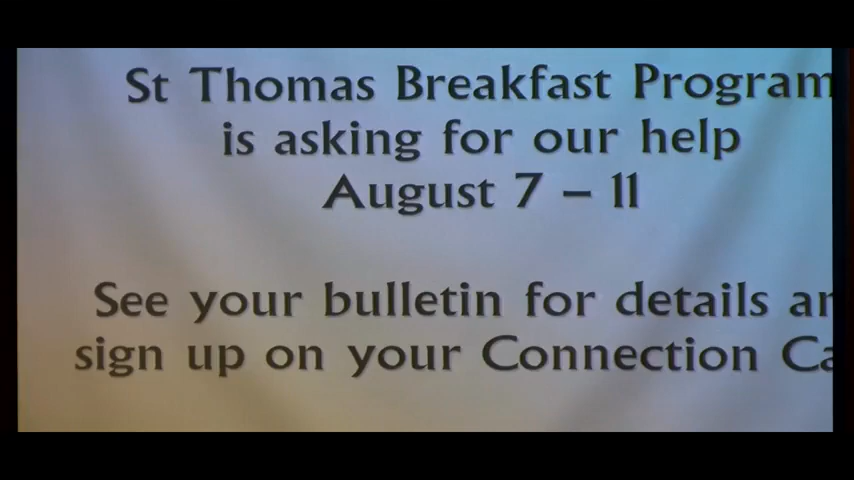 St Thomas Breakfast Program
is asking for our help
August 7 – 11
See your bulletin for details
sign up on your Connection